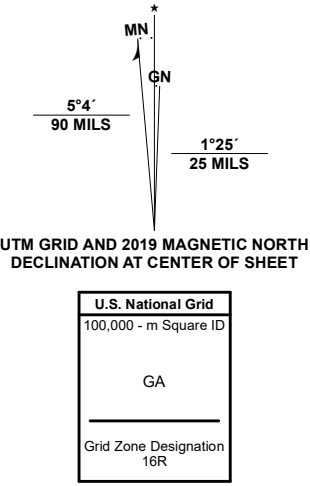 ★
MN
GN
5°4´
90 MILS
1°25´
25 MILS
UTM GRID AND 2019 MAGNETIC NORTH
DECLINATION AT CENTER OF SHEET
U.S. National Grid
100,000 - m Square ID
GA
Grid Zone Designation
16R